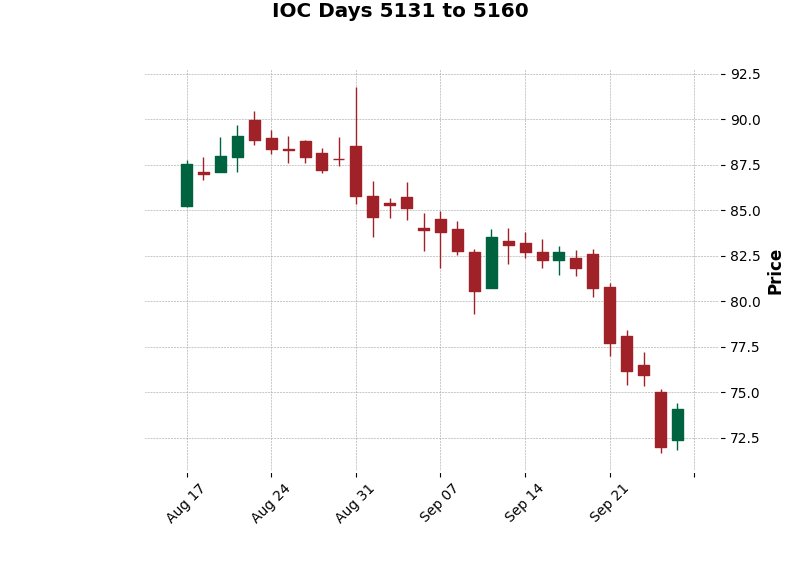 IOC Days 5131 to 5160
92.5
90.0
87.5
85.0
82.5
80.0
77.5
75.0
72.5
Price
Aug 17
Aug 24
Aug 31
Sep 07
Sep 14
Sep 21